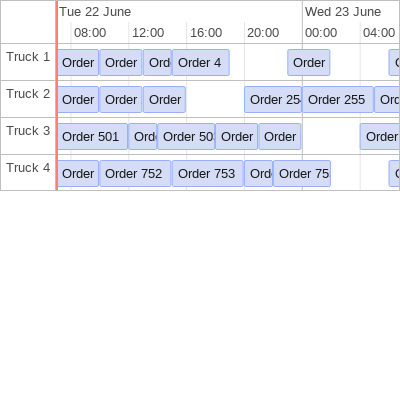 Tue 22 June Wed 23 June
08:00 12:00 16:00 20:00 00:00 04:00
Truck 1 Order Order Ord Order 4 Order
Truck 2 Order Order Order Order 25 Order 255 Ord
Truck 3 Order 501 Ord Order 50 Order Order Order
Truck 4 Order Order 752 Order 753 Ord Order 75